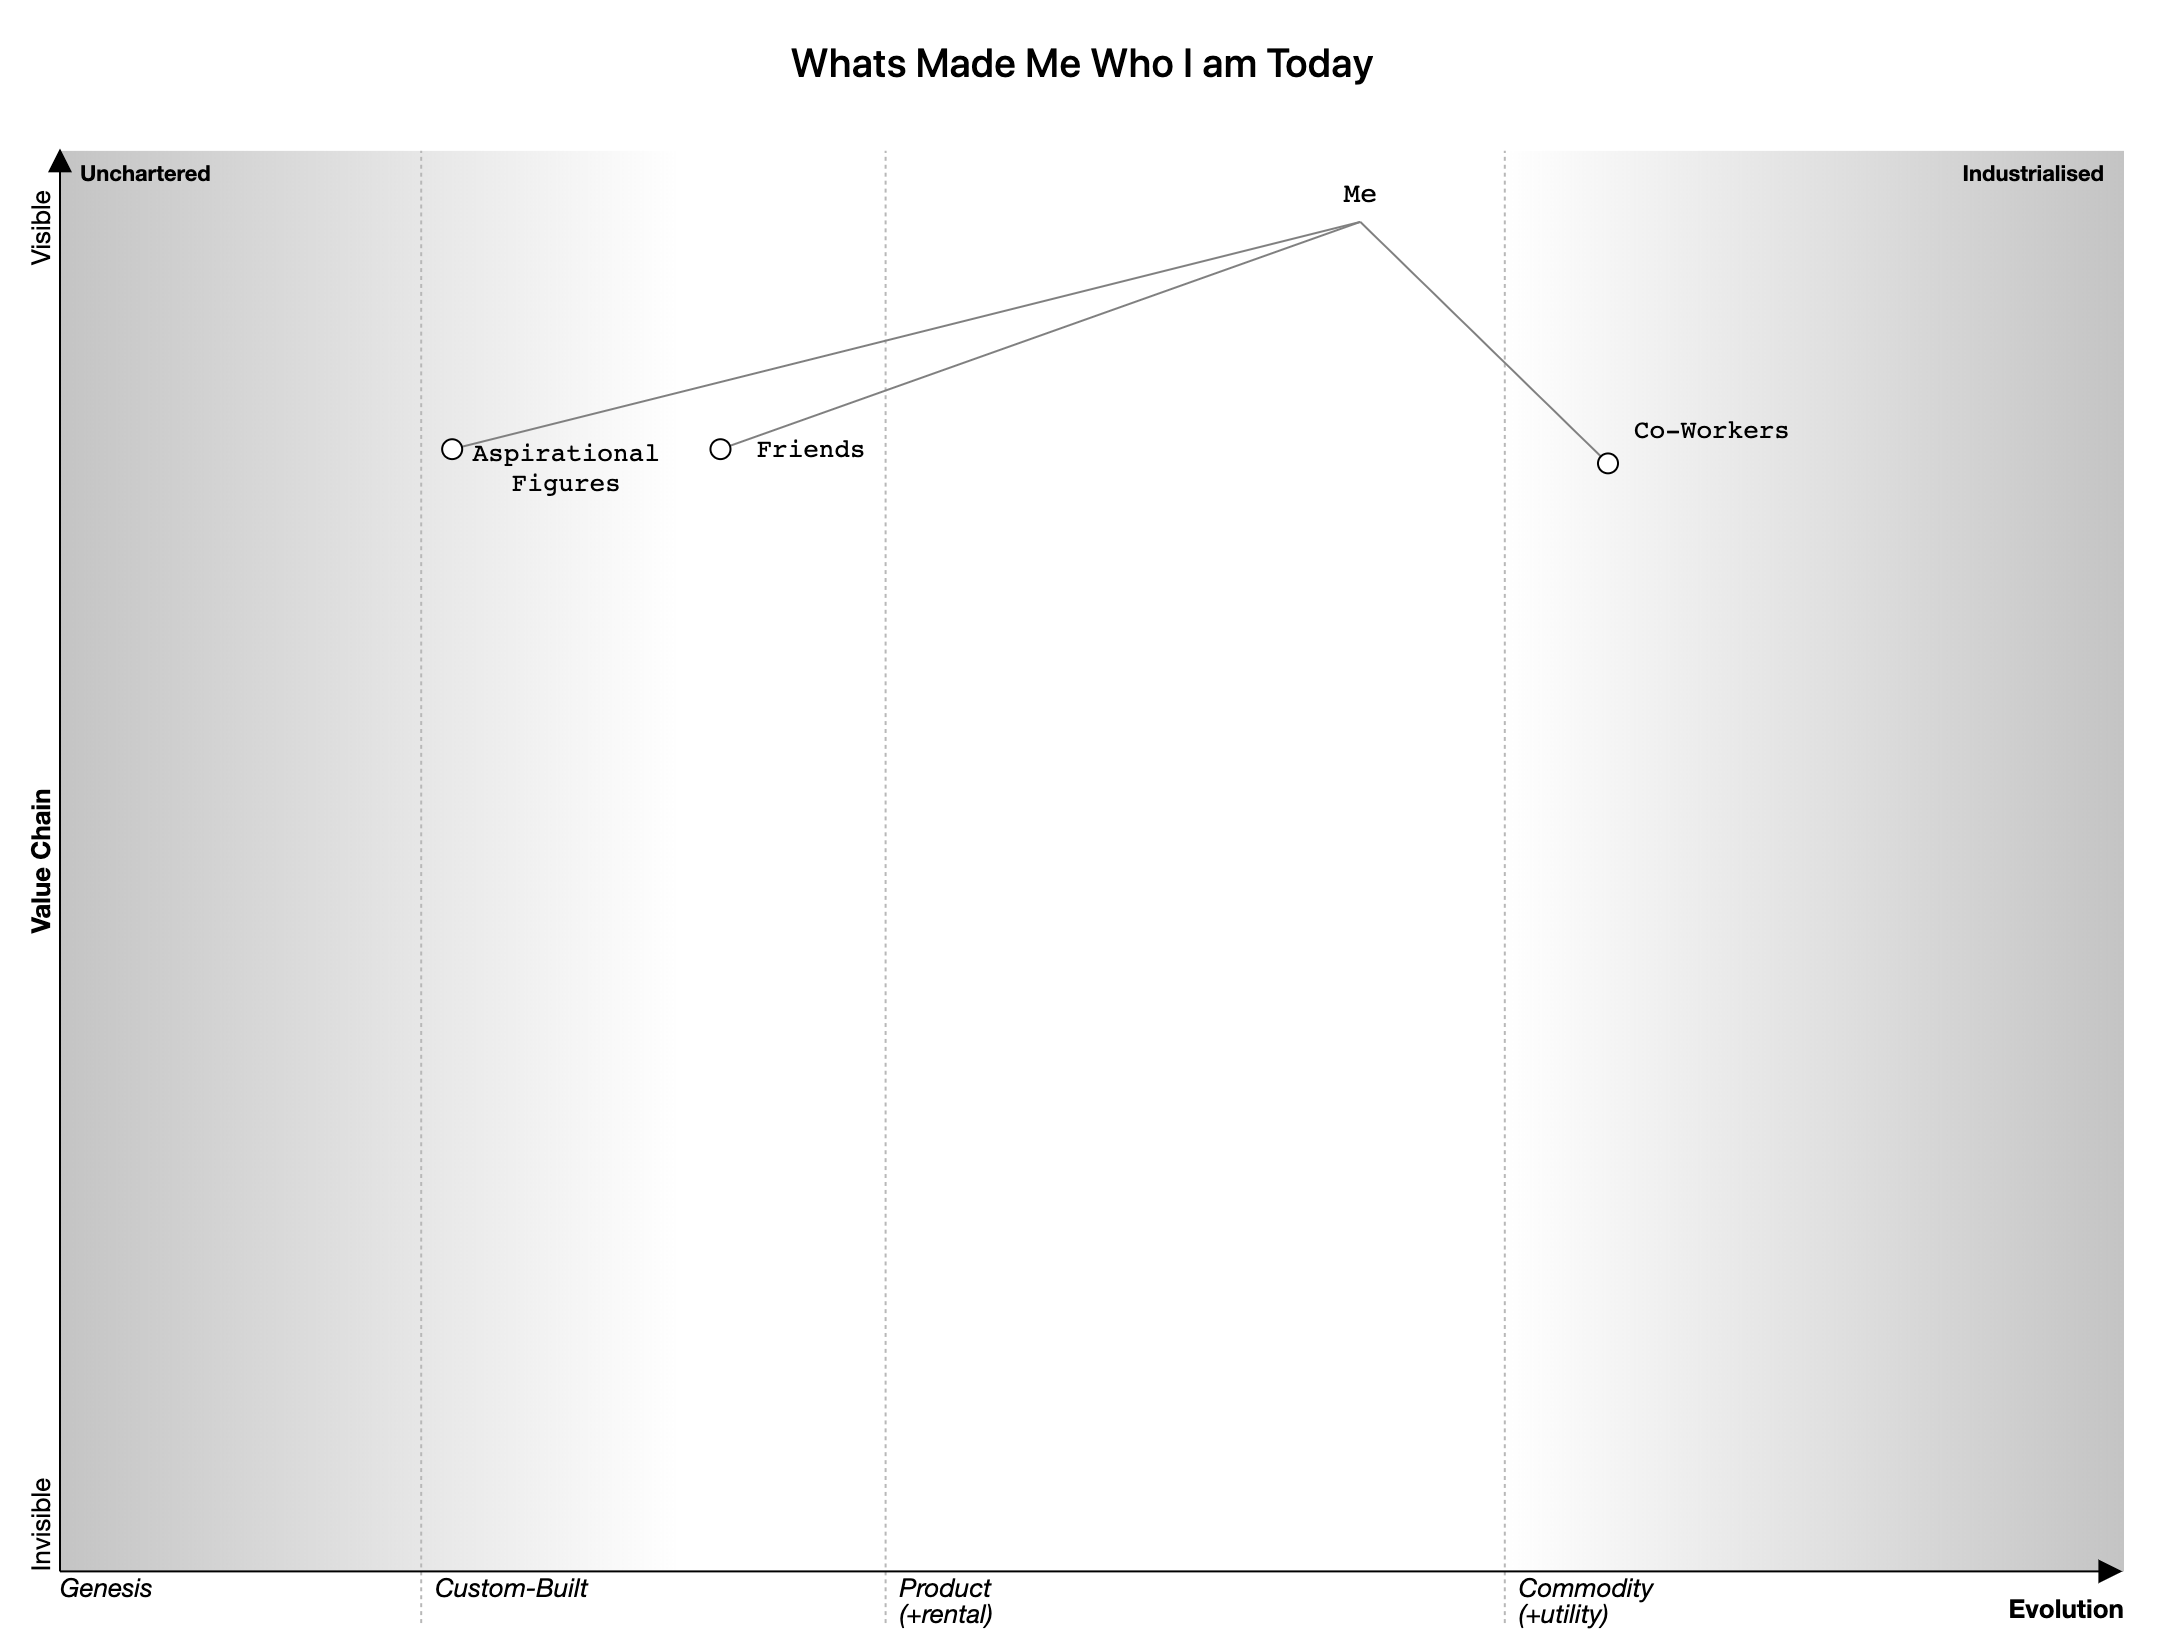 Whats Made Me Who I am Today
Unchartered
Industrialised
Visible
Value Chain
Invisible
Me
Aspirational
Figures
Friends
Co-Workers
Genesis
Custom-Built
Product
(+rental)
Commodity
(+utility)
Evolution